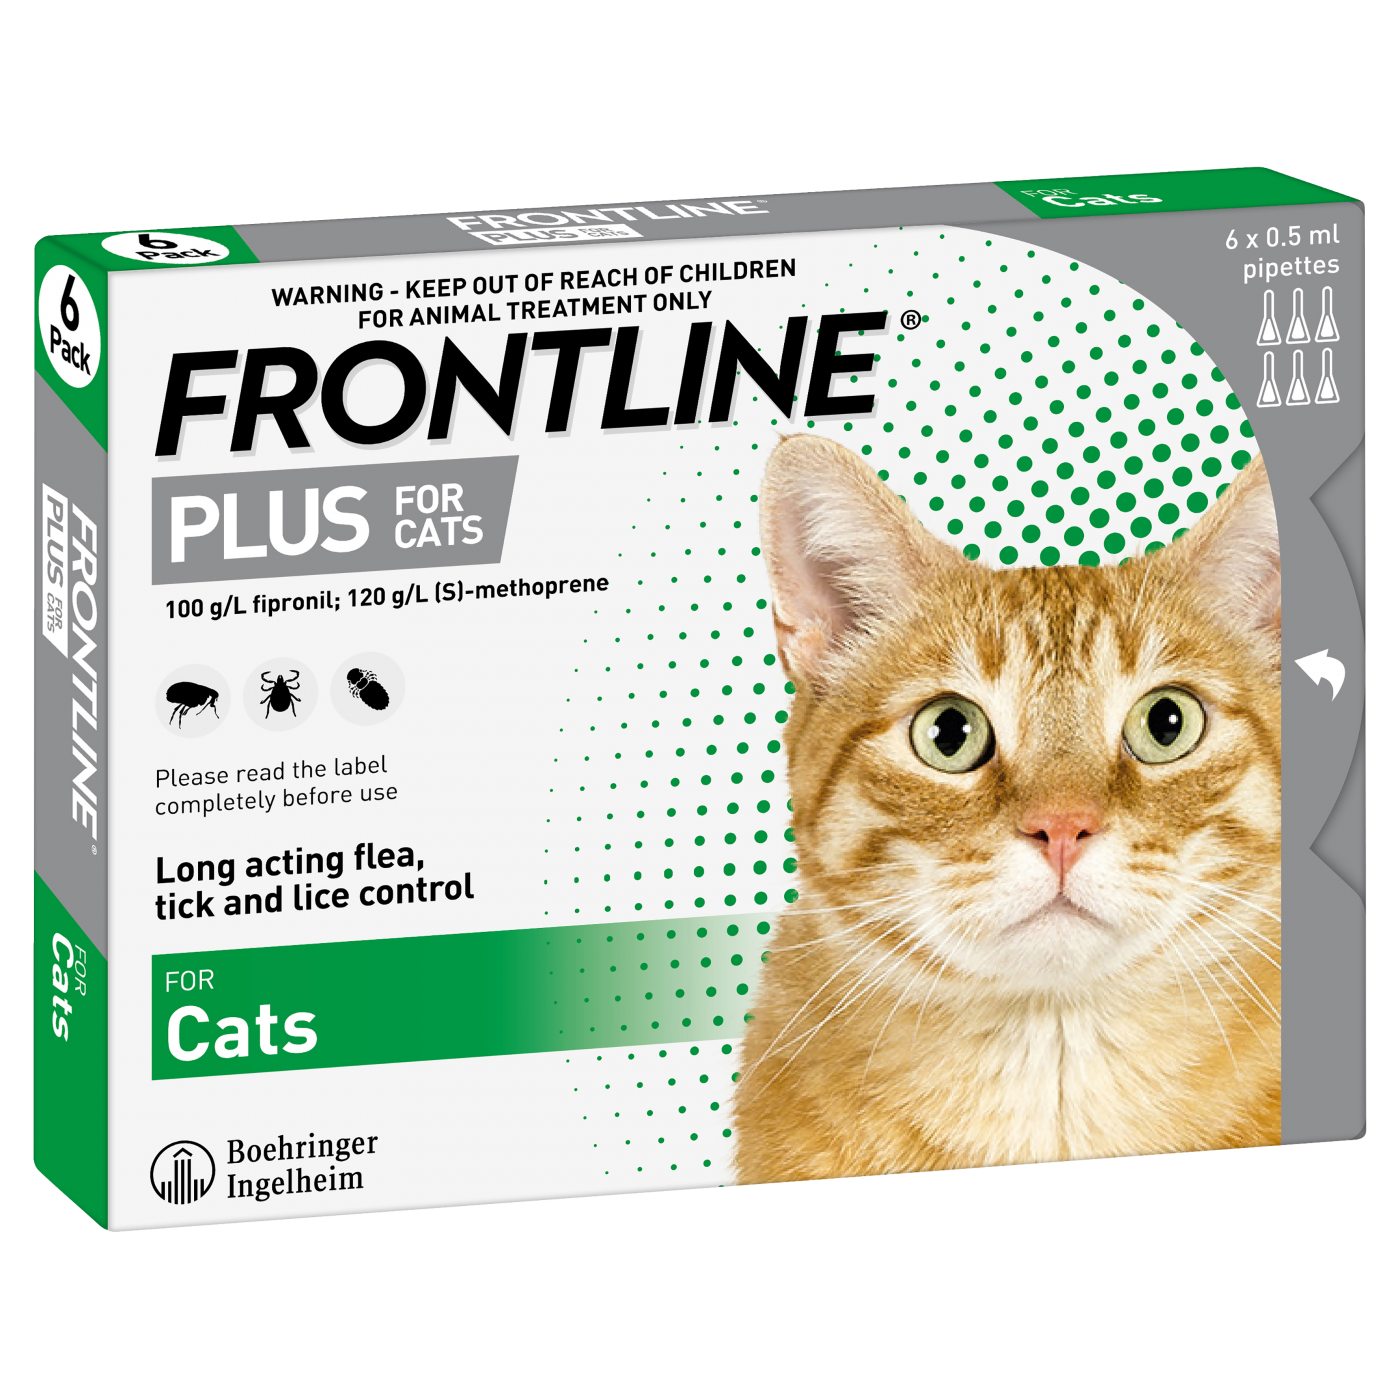 6
Pack
FRONTLINE®
PLUS FOR
CATS
FOR
Cats
6
Pack
FRONTLINE®
PLUS FOR
CATS
FOR
Cats
WARNING - KEEP OUT OF REACH OF CHILDREN
FOR ANIMAL TREATMENT ONLY
FRONTLINE®
PLUS FOR
CATS
100 g/L fipronil; 120 g/L (S)-methoprene
Please read the label
completely before use
Long acting flea,
tick and lice control
FOR
Cats
Boehringer
Ingelheim
6 x 0.5 ml
pipettes